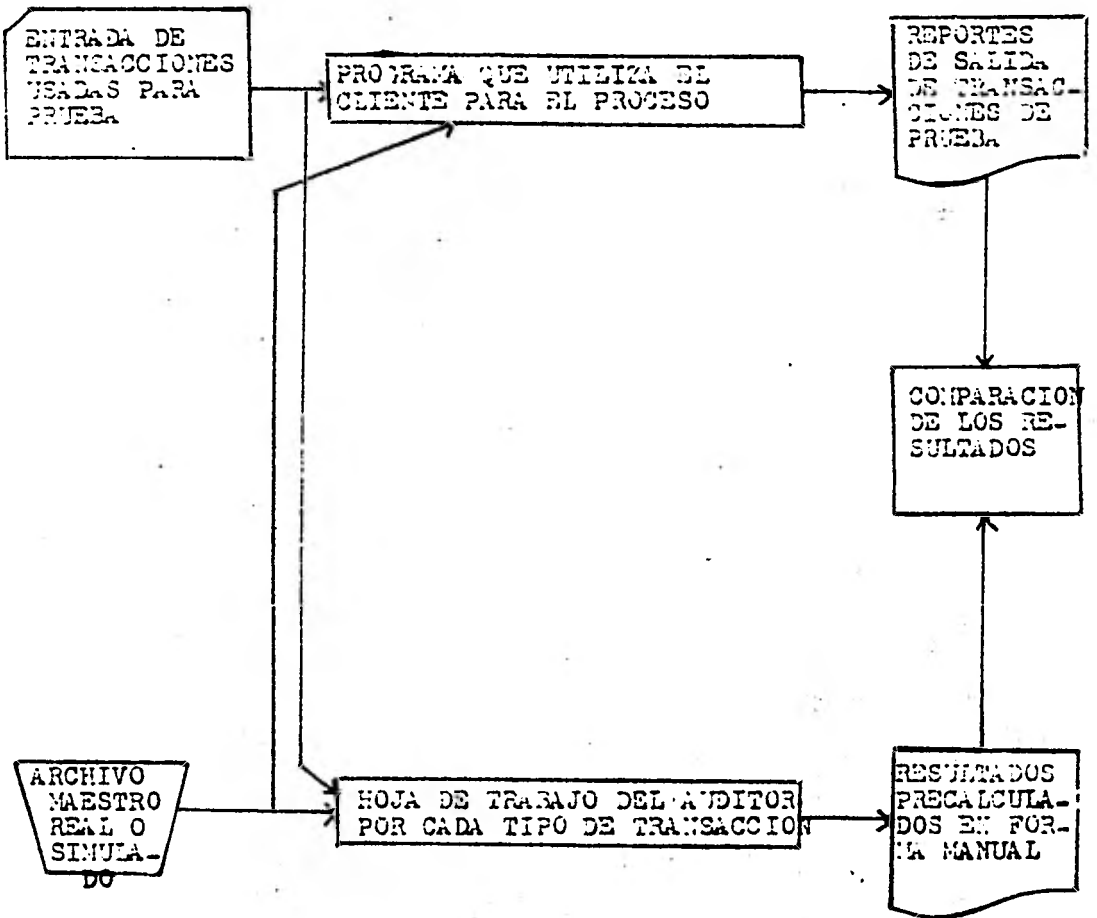 ENTRADA DE
TRANSACCIONES
USADAS PARA
PRUEBA
PROGRAMA QUE UTILIZA EL
CLIENTE PARA EL PROCESO
REPORTES
DE SALIDA
DE TRANSAC-
CIONES DE
PRUEBA
COMPARACION
DE LOS RE-
SULTADOS
ARCHIVO
MAESTRO
REAL O
SIMULA-
DO
HOJA DE TRABAJO DEL AUDITOR
POR CADA TIPO DE TRANSACCION
RESULTADOS
PRECALCULA-
DOS EN FOR-
MA MANUAL